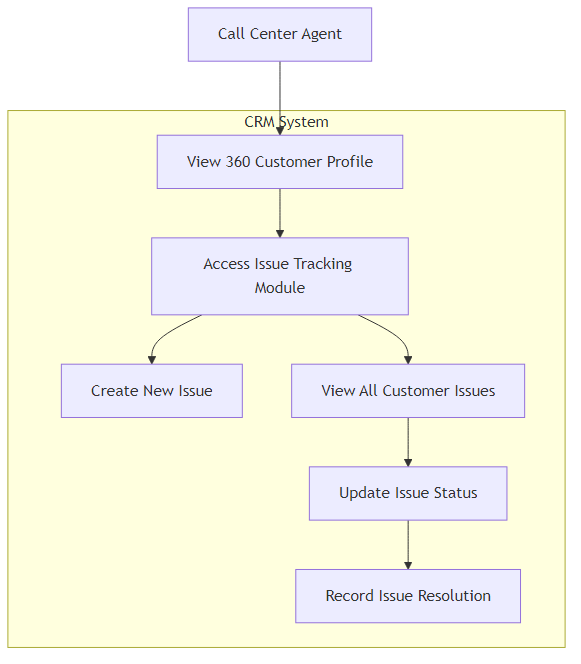 Call Center Agent
CRM System
View 360 Customer Profile
Access Issue Tracking
Module
Create New Issue
View All Customer Issues
Update Issue Status
Record Issue Resolution